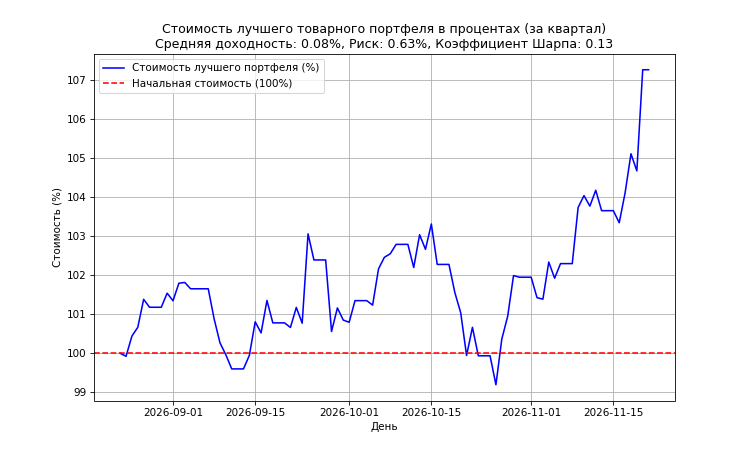 Стоимость лучшего товарного портфеля в процентах (за квартал)
Средняя доходность: 0.08%, Риск: 0.63%, Коэффициент Шарпа: 0.13
Стоимость лучшего портфеля (%)
Начальная стоимость (100%)
Стоимость (%)
107
106
105
104
103
102
101
100
99
2026-09-01
2026-09-15
2026-10-01
2026-10-15
2026-11-01
2026-11-15
День